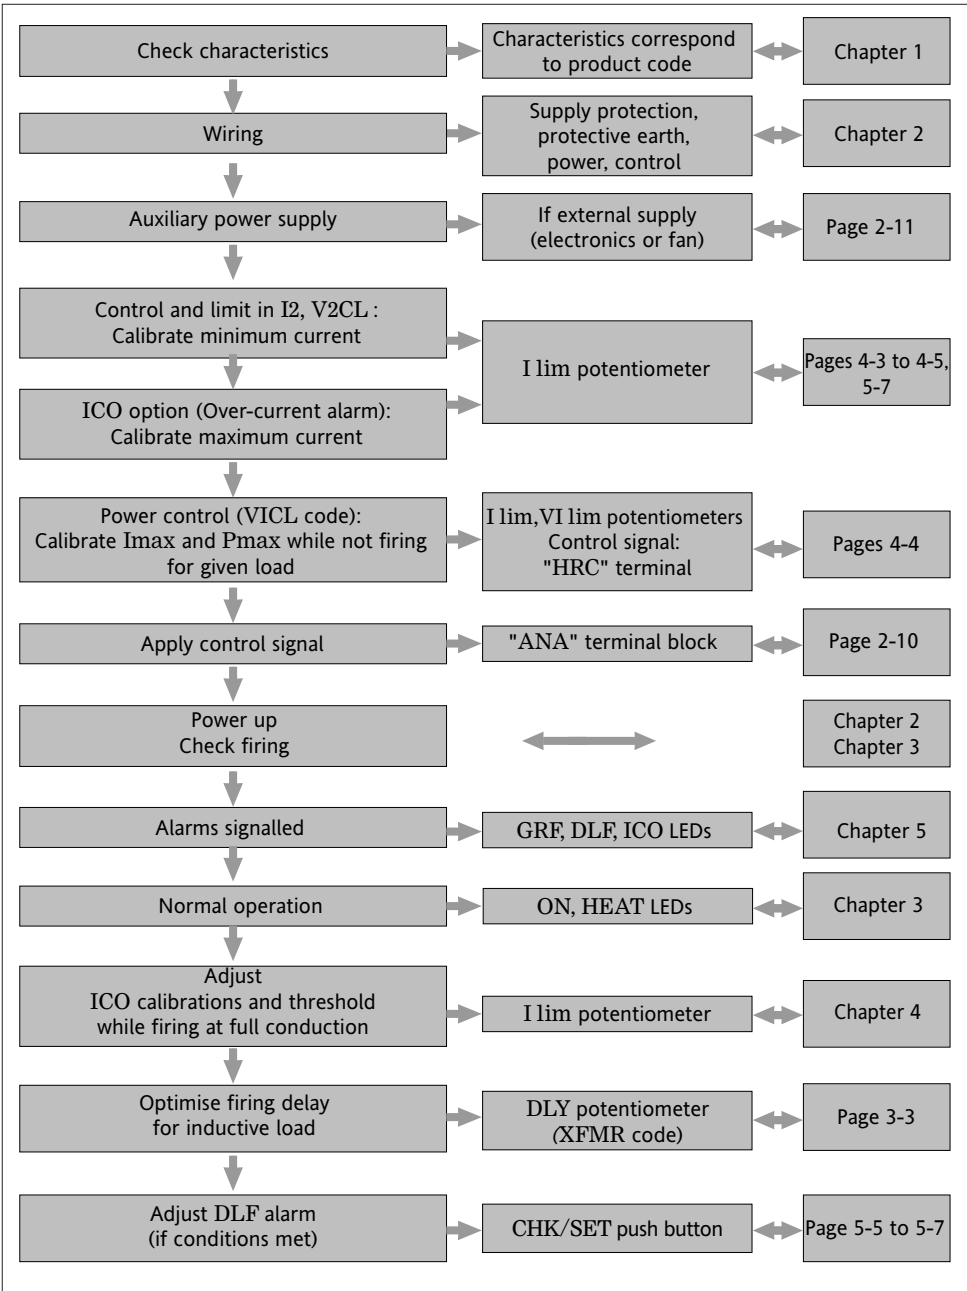 Check characteristics
Characteristics correspond
to product code
Chapter 1
Wiring
Supply protection,
protective earth,
power, control
Chapter 2
Auxiliary power supply
If external supply
(electronics or fan)
Page 2-11
Control and limit in I2, V2CL :
Calibrate minimum current
ICO option (Over-current alarm):
Calibrate maximum current
I lim potentiometer
Pages 4-3 to 4-5,
5-7
Power control (VICL code):
Calibrate Imax and Pmax while not firing
for given load
I lim,VI lim potentiometers
Control signal:
"HRC" terminal
Pages 4-4
Apply control signal
"ANA" terminal block
Page 2-10
Power up
Check firing
Chapter 2
Chapter 3
Alarms signalled
GRF, DLF, ICO LEDs
Chapter 5
Normal operation
ON, HEAT LEDs
Chapter 3
Adjust
ICO calibrations and threshold
while firing at full conduction
I lim potentiometer
Chapter 4
Optimise firing delay
for inductive load
DLY potentiometer
(XFMR code)
Page 3-3
Adjust DLF alarm
(if conditions met)
CHK/SET push button
Page 5-5 to 5-7